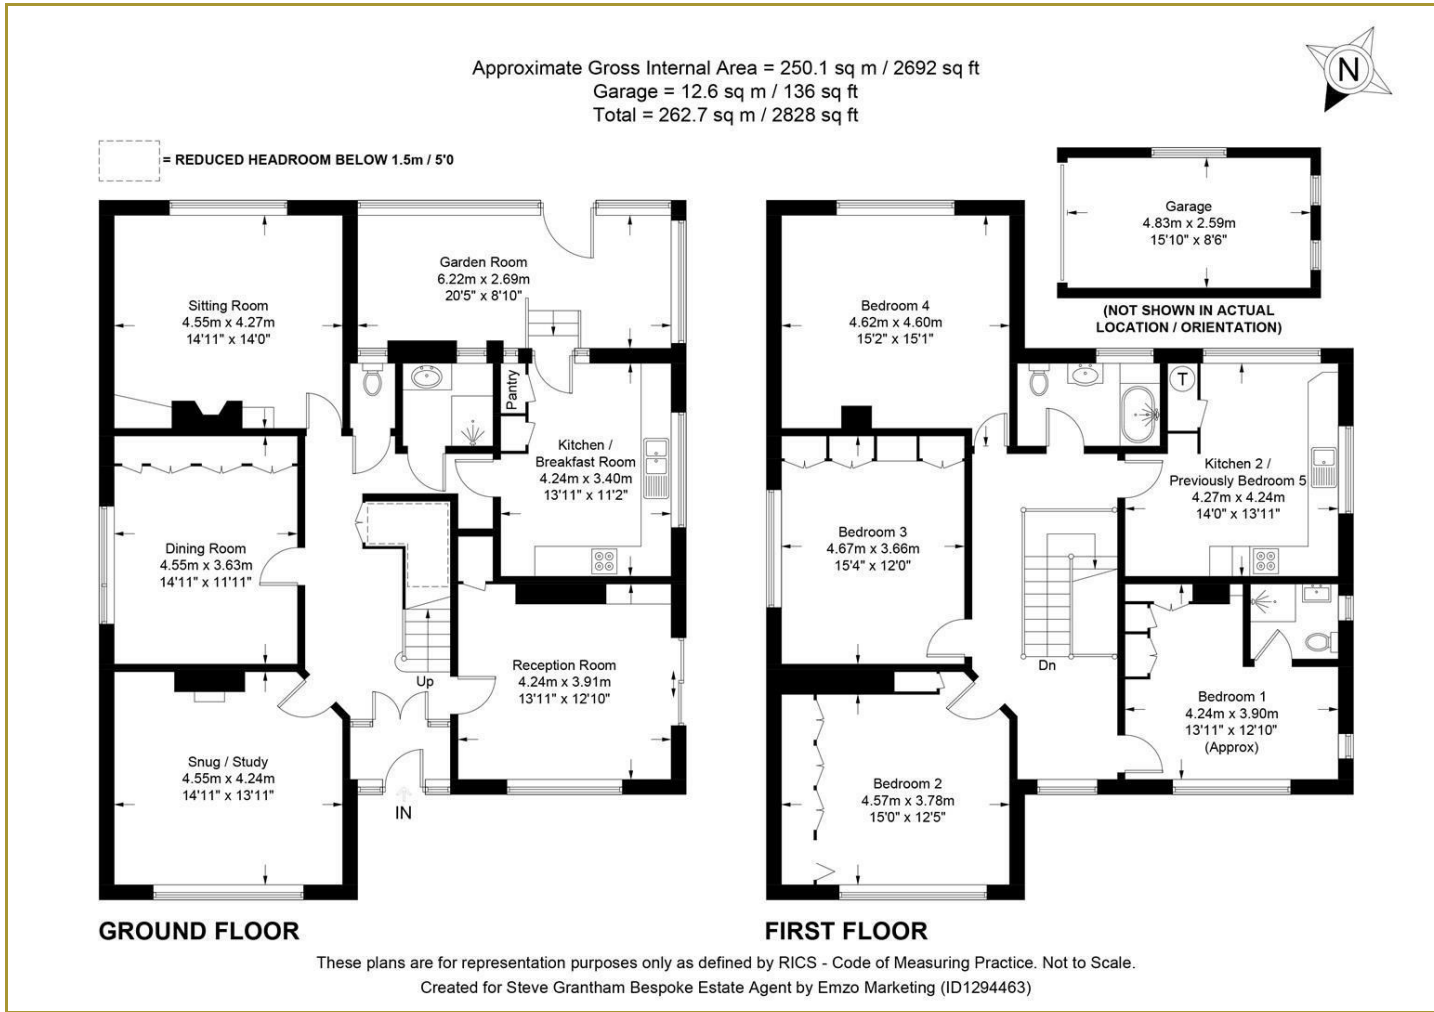 Approximate Gross Internal Area = 250.1 sq m / 2692 sq ft
Garage = 12.6 sq m / 136 sq ft
Total = 262.7 sq m / 2828 sq ft
N
= REDUCED HEADROOM BELOW 1.5m / 5'0
Sitting Room
4.55m x 4.27m
14'11" x 14'0"
Garden Room
6.22m x 2.69m
20'5" x 8'10"
Pantry
Kitchen /
Breakfast Room
4.24m x 3.40m
13'11" x 11'2"
Dining Room
4.55m x 3.63m
14'11" x 11'11"
Reception Room
4.24m x 3.91m
13'11" x 12'10"
Up
Snug / Study
4.55m x 4.24m
14'11" x 13'11"
IN
GROUND FLOOR
Garage
4.83m x 2.59m
15'10" x 8'6"
(NOT SHOWN IN ACTUAL
LOCATION / ORIENTATION)
Bedroom 4
4.62m x 4.60m
15'2" x 15'1"
T
Kitchen 2 /
Previously Bedroom 5
4.27m x 4.24m
14'0" x 13'11"
Bedroom 3
4.67m x 3.66m
15'4" x 12'0"
Dn
Bedroom 1
4.24m x 3.90m
13'11" x 12'10"
(Approx)
Bedroom 2
4.57m x 3.78m
15'0" x 12'5"
FIRST FLOOR
These plans are for representation purposes only as defined by RICS - Code of Measuring Practice. Not to Scale.
Created for Steve Grantham Bespoke Estate Agent by Emzo Marketing (ID1294463)